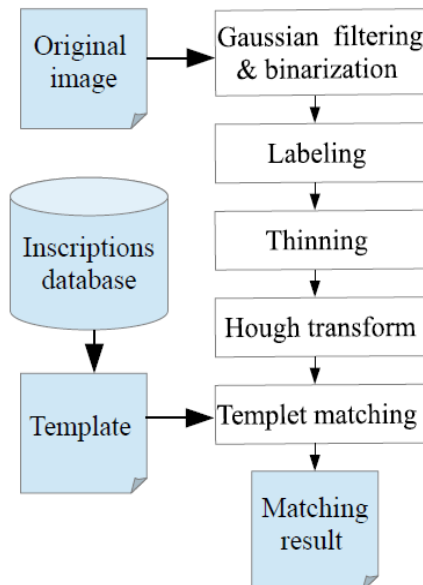 Original
image
Gaussian filtering
& binarization
Labeling
Inscriptions
database
Thinning
Hough transform
Template
Templet matching
Matching
result